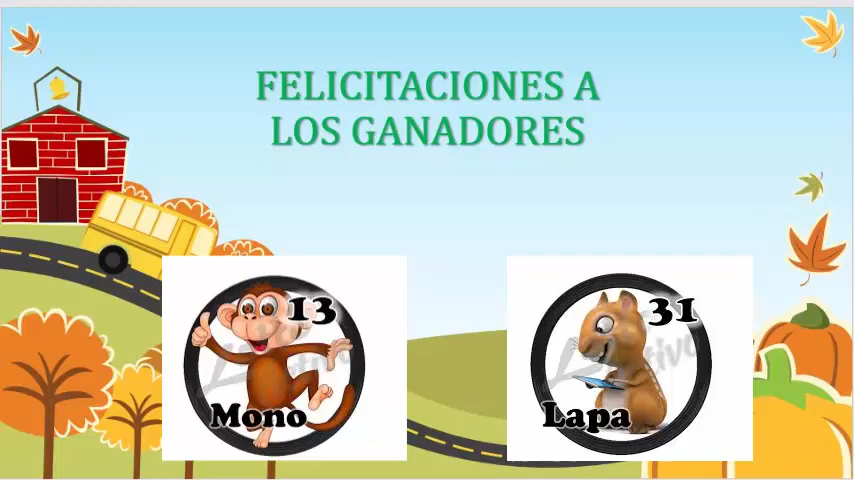 FELICITACIONES A
LOS GANADORES
13
Mono
31
Lapa